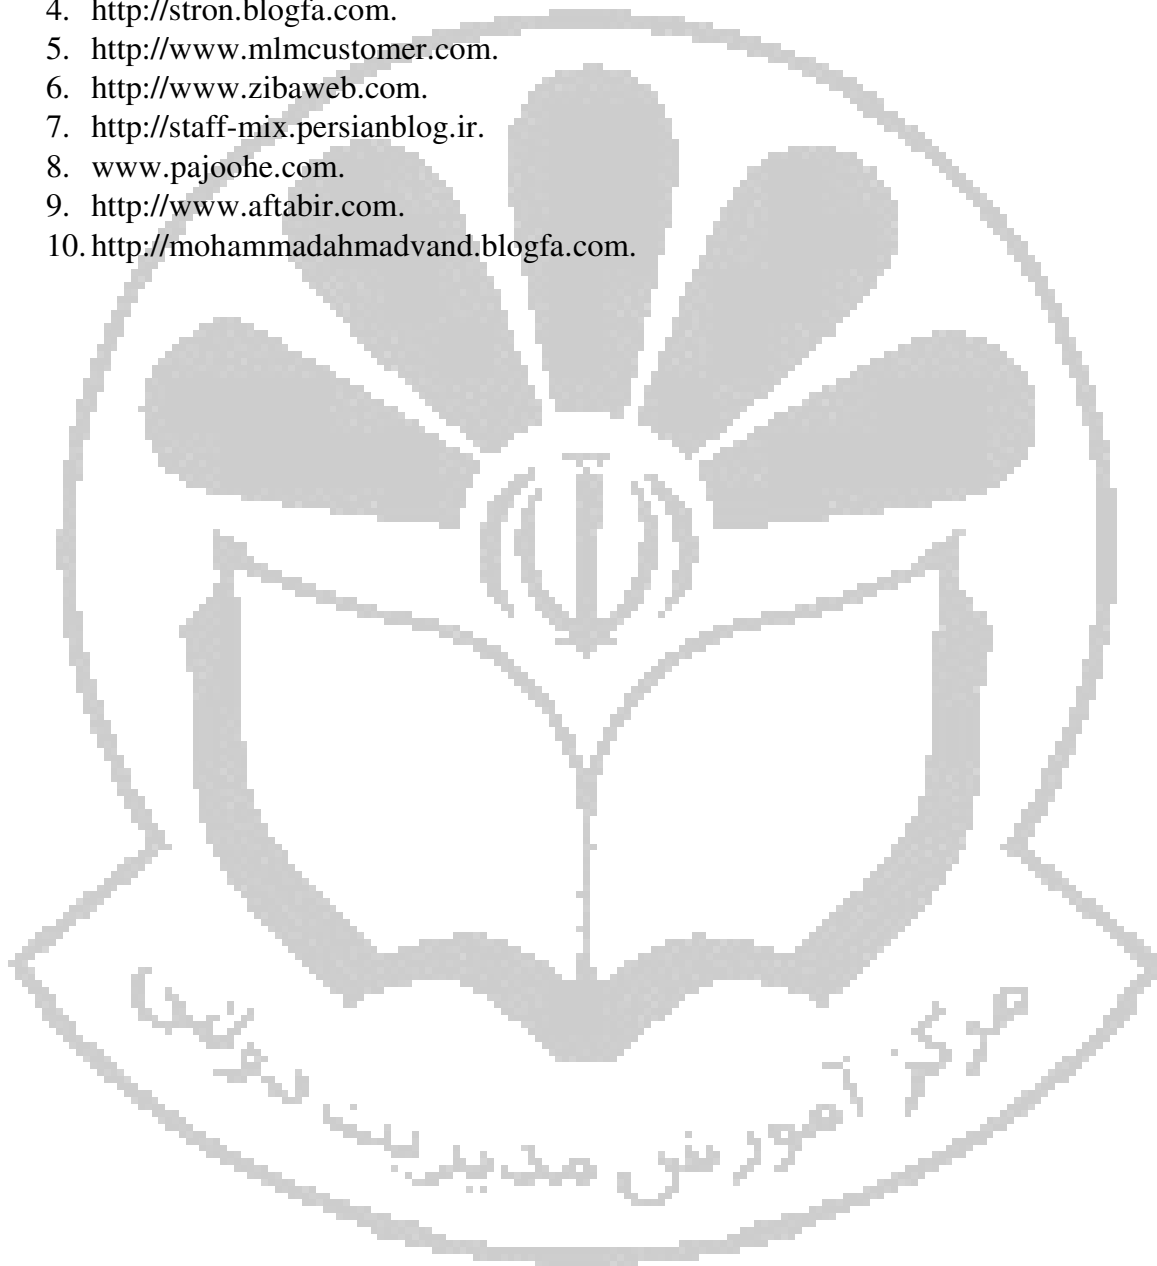 4. http://stron.blogfa.com.
5. http://www.mlmcustomer.com.
6. http://www.zibaweb.com.
7. http://staff-mix.persianblog.ir.
8. www.pajoohe.com.
9. http://www.aftabir.com.
10. http://mohammadahmadvand.blogfa.com.
مرکز آموزش مدیریت دولتی